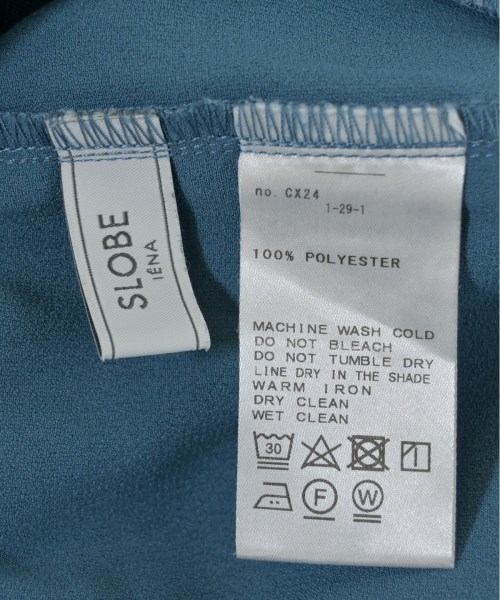 SLOBE
IÉNA
no. CX24
1-29-1
100% POLYESTER
MACHINE WASH COLD
DO NOT BLEACH
DO NOT TUMBLE DRY
LINE DRY IN THE SHADE
WARM IRON
DRY CLEAN
WET CLEAN
30
F
W